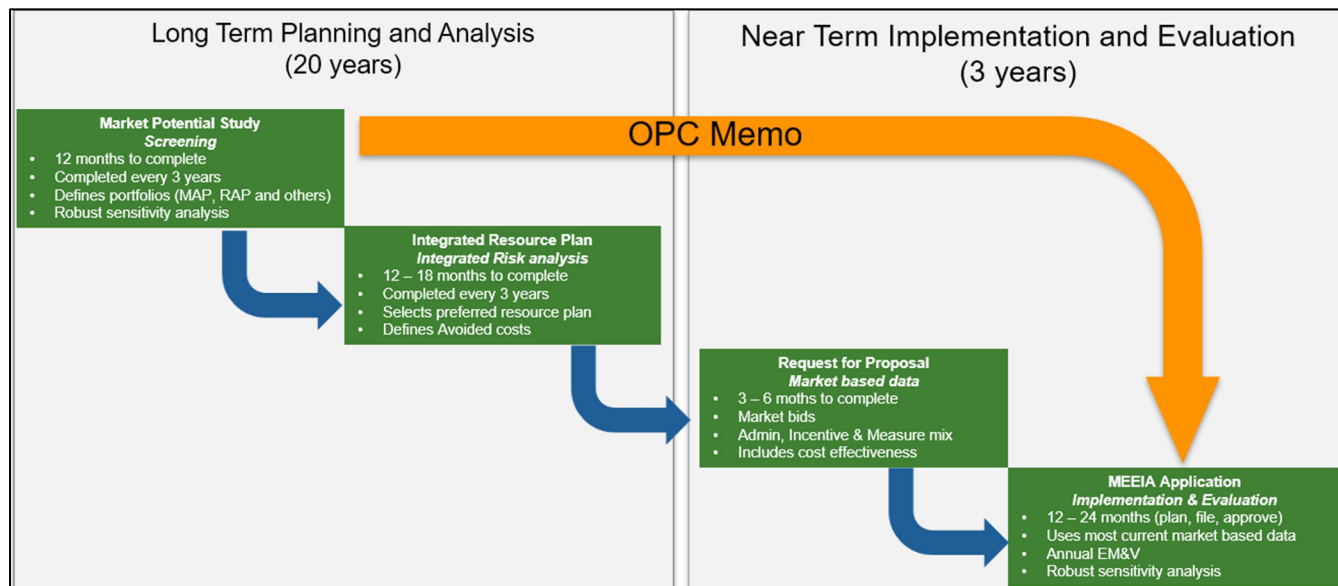 Long Term Planning and Analysis
(20 years)
Near Term Implementation and Evaluation
(3 years)
OPC Memo
Market Potential Study
Screening
• 12 months to complete
• Completed every 3 years
• Defines portfolios (MAP, RAP and others)
• Robust sensitivity analysis
Integrated Resource Plan
Integrated Risk analysis
• 12 – 18 months to complete
• Completed every 3 years
• Selects preferred resource plan
• Defines Avoided costs
Request for Proposal
Market based data
• 3 – 6 moths to complete
• Market bids
• Admin, Incentive & Measure mix
• Includes cost effectiveness
MEEIA Application
Implementation & Evaluation
• 12 – 24 months (plan, file, approve)
• Uses most current market based data
• Annual EM&V
• Robust sensitivity analysis